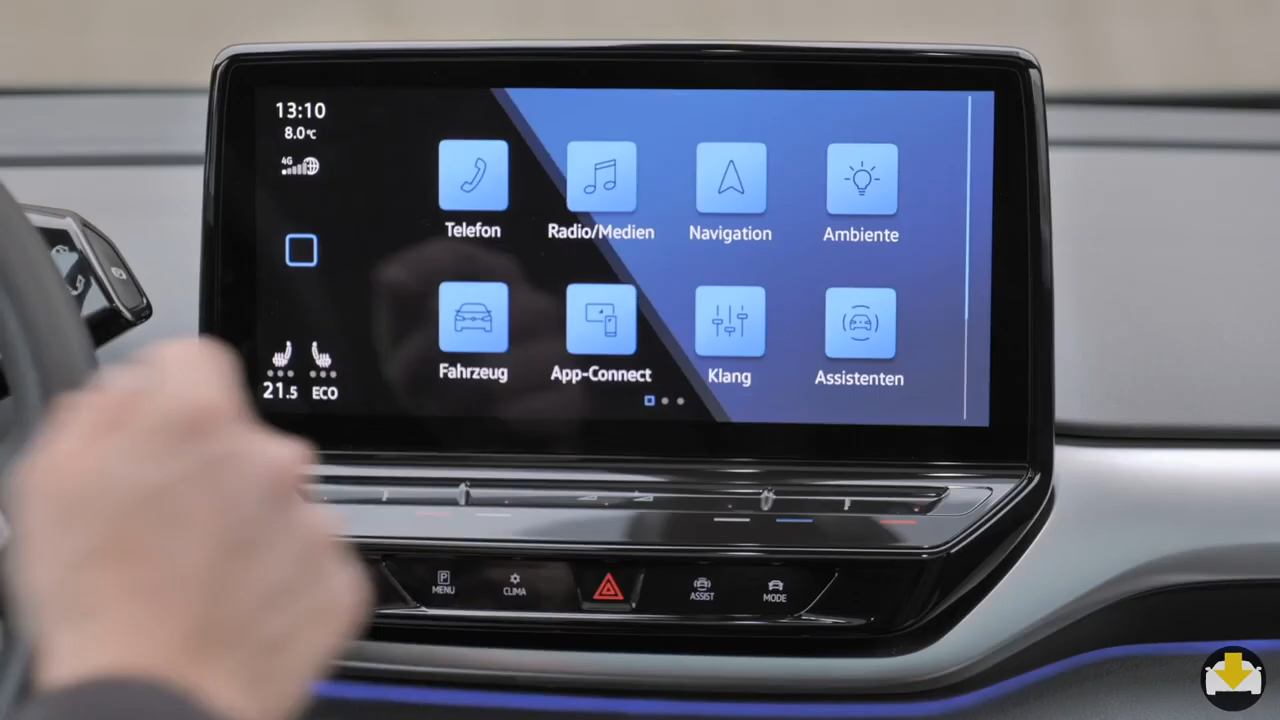 13:10
8.0°C
4G
Telefon
Radio/Medien
Navigation
Ambiente
Fahrzeug
App-Connect
Klang
Assistenten
21.5 ECO
P
MENU
CLIMA
ASSIST
MODE